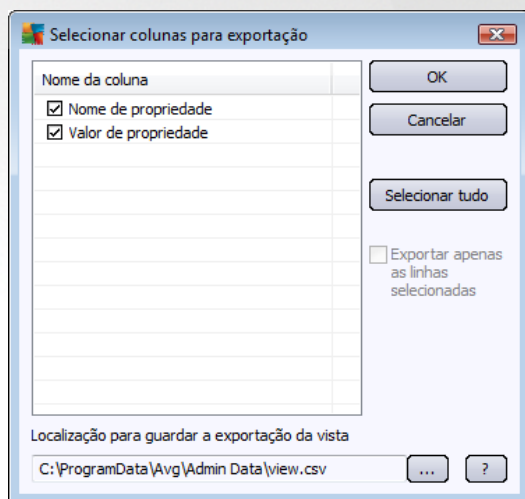 Selecionar colunas para exportação
Nome da coluna
OK
Nome de propriedade
Valor de propriedade
Cancelar
Selecionar tudo
Exportar apenas
as linhas
selecionadas
Localização para guardar a exportação da vista
C:\ProgramData\Avg\Admin Data\view.csv
...
?